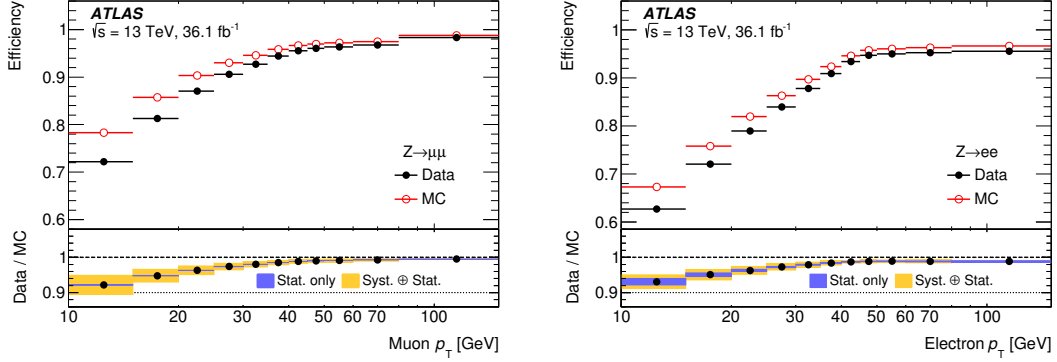 ATLAS
√s = 13 TeV, 36.1 fb-1
Efficiency
1
0.9
0.8
0.7
0.6
Z→μμ
Data
MC
Data / MC
1
0.9
Stat. only
Syst. ⊕ Stat.
10 20 30 40 50 60 70 100
Muon pT [GeV]
ATLAS
√s = 13 TeV, 36.1 fb-1
Efficiency
1
0.9
0.8
0.7
0.6
Z→ee
Data
MC
Data / MC
1
0.9
Stat. only
Syst. ⊕ Stat.
10 20 30 40 50 60 70 100
Electron pT [GeV]